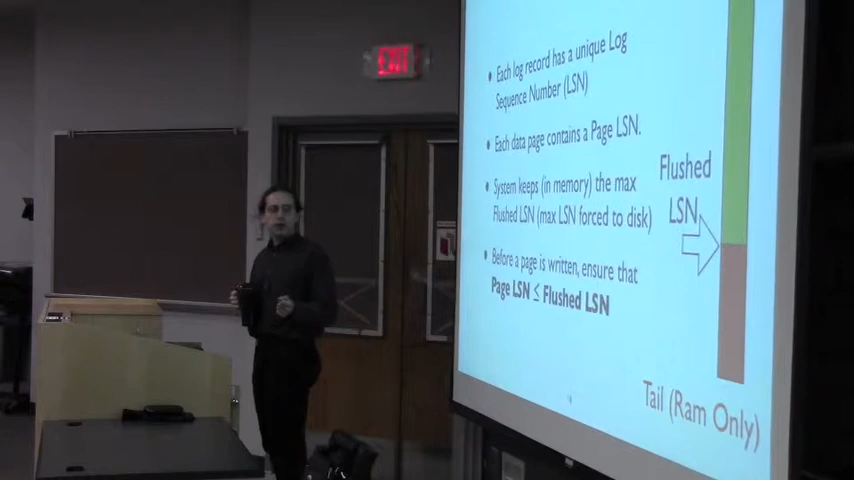 EXIT
• Each log record has a unique Log
Sequence Number (LSN)
• Each data page contains a Page LSN.
• System keeps (in memory) the max
Flushed LSN (max LSN forced to disk)
• Before a page is written, ensure that
Page LSN ≤ Flushed LSN
Flushed
LSN
Tail (Ram Only)